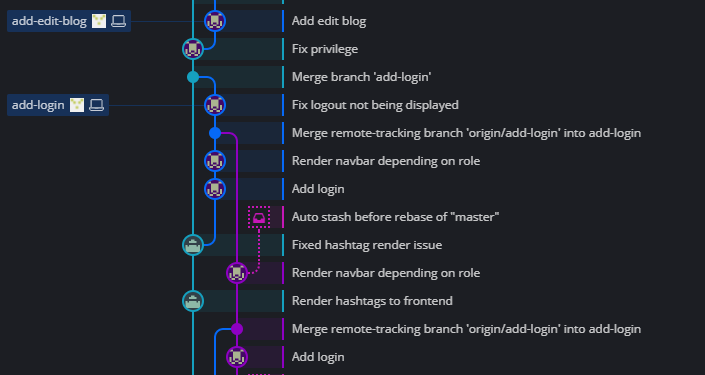 add-edit-blog Add edit blog
Fix privilege
Merge branch 'add-login'
add-login Fix logout not being displayed
Merge remote-tracking branch 'origin/add-login' into add-login
Render navbar depending on role
Add login
Auto stash before rebase of "master"
Fixed hashtag render issue
Render navbar depending on role
Render hashtags to frontend
Merge remote-tracking branch 'origin/add-login' into add-login
Add login